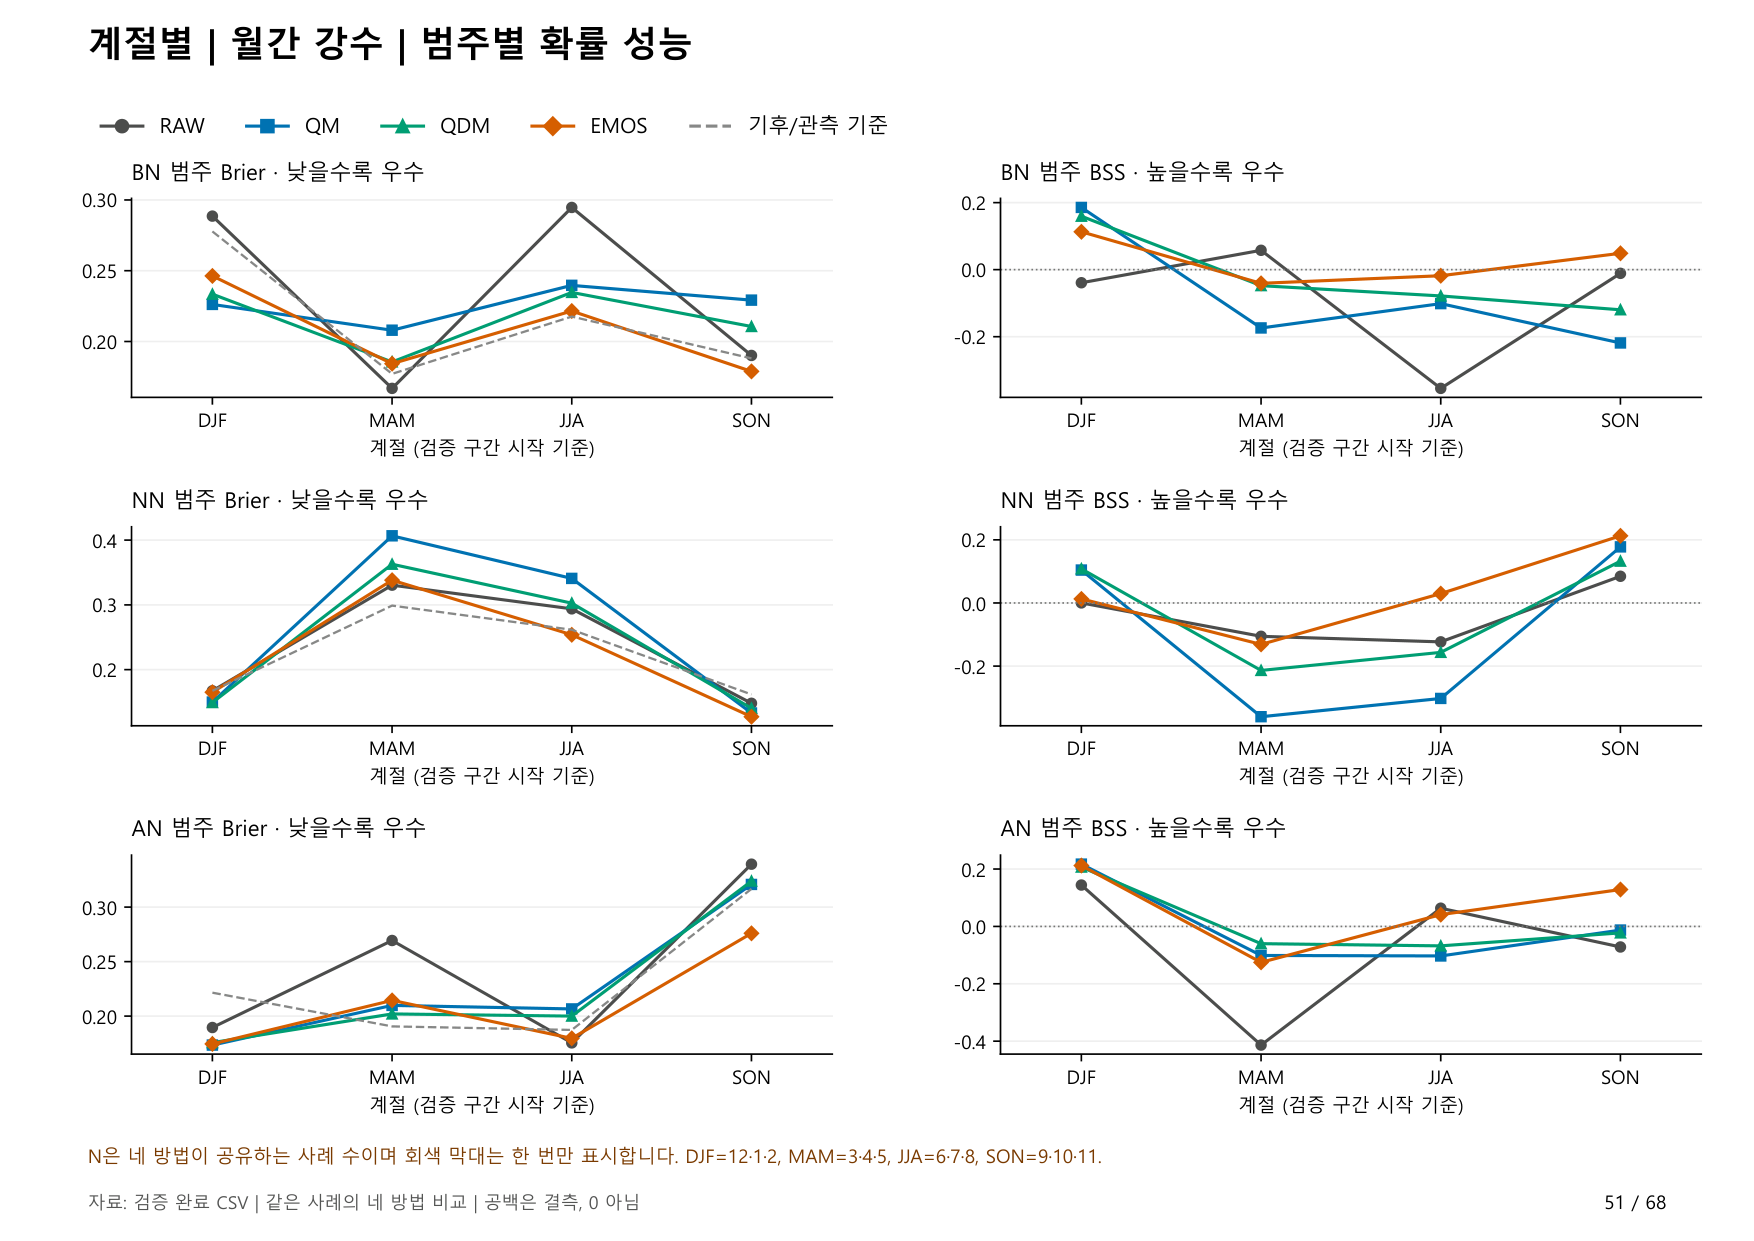 계절별 | 월간 강수 | 범주별 확률 성능
RAW QM QDM EMOS 기후/관측 기준
BN 범주 Brier · 낮을수록 우수
0.30
0.25
0.20
DJF MAM JJA SON
계절 (검증 구간 시작 기준)
BN 범주 BSS · 높을수록 우수
0.2
0.0
-0.2
DJF MAM JJA SON
계절 (검증 구간 시작 기준)
NN 범주 Brier · 낮을수록 우수
0.4
0.3
0.2
DJF MAM JJA SON
계절 (검증 구간 시작 기준)
NN 범주 BSS · 높을수록 우수
0.2
0.0
-0.2
DJF MAM JJA SON
계절 (검증 구간 시작 기준)
AN 범주 Brier · 낮을수록 우수
0.30
0.25
0.20
DJF MAM JJA SON
계절 (검증 구간 시작 기준)
AN 범주 BSS · 높을수록 우수
0.2
0.0
-0.2
-0.4
DJF MAM JJA SON
계절 (검증 구간 시작 기준)
N은 네 방법이 공유하는 사례 수이며 회색 막대는 한 번만 표시합니다. DJF=12·1·2, MAM=3·4·5, JJA=6·7·8, SON=9·10·11.
자료: 검증 완료 CSV | 같은 사례의 네 방법 비교 | 공백은 결측, 0 아님
51 / 68